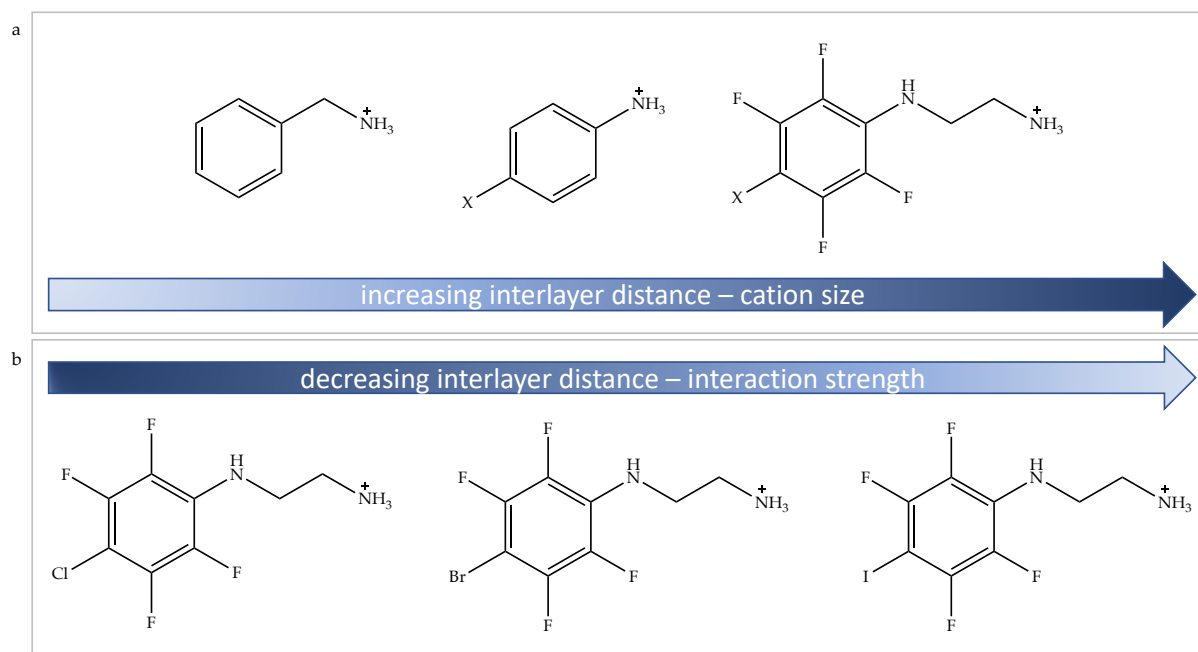 a
NH3
+
X
NH3
+
F
F
H
N
NH3
+
X
F
F
increasing interlayer distance – cation size
b
decreasing interlayer distance – interaction strength
F
F
H
N
NH3
+
Cl
F
F
F
F
H
N
NH3
+
Br
F
F
F
F
H
N
NH3
+
I
F
F